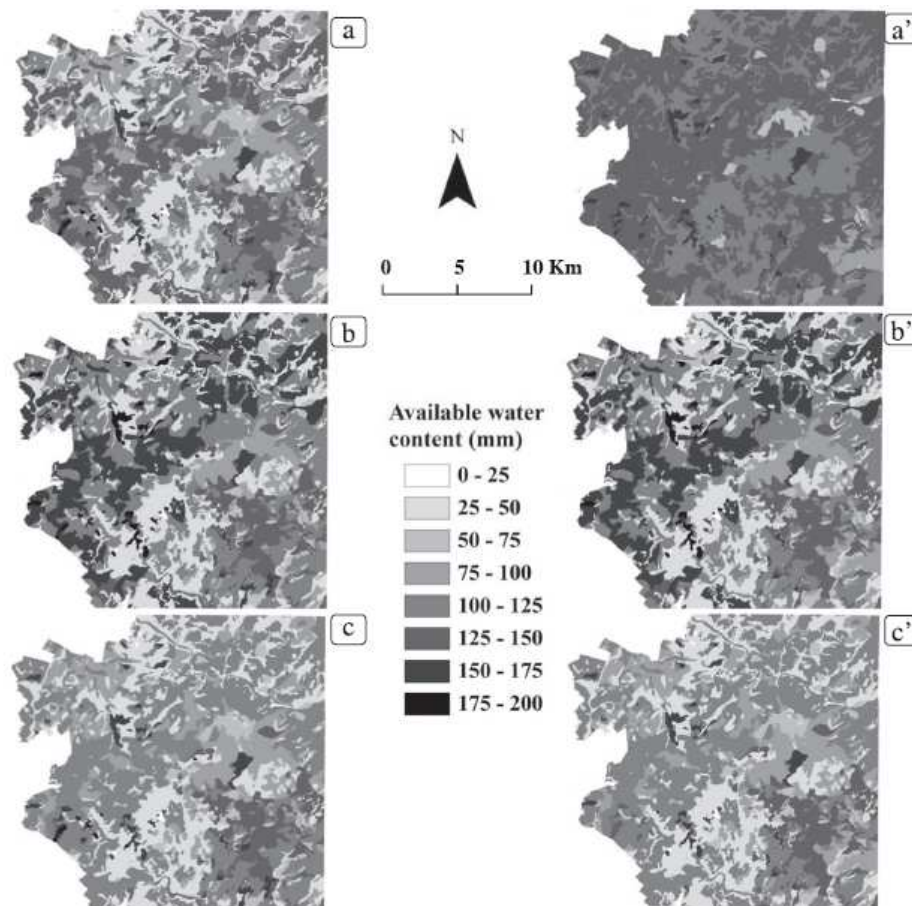 a
a'
N
0 5 10 Km
b
b'
Available water
content (mm)
0 - 25
25 - 50
50 - 75
75 - 100
100 - 125
125 - 150
150 - 175
175 - 200
c
c'